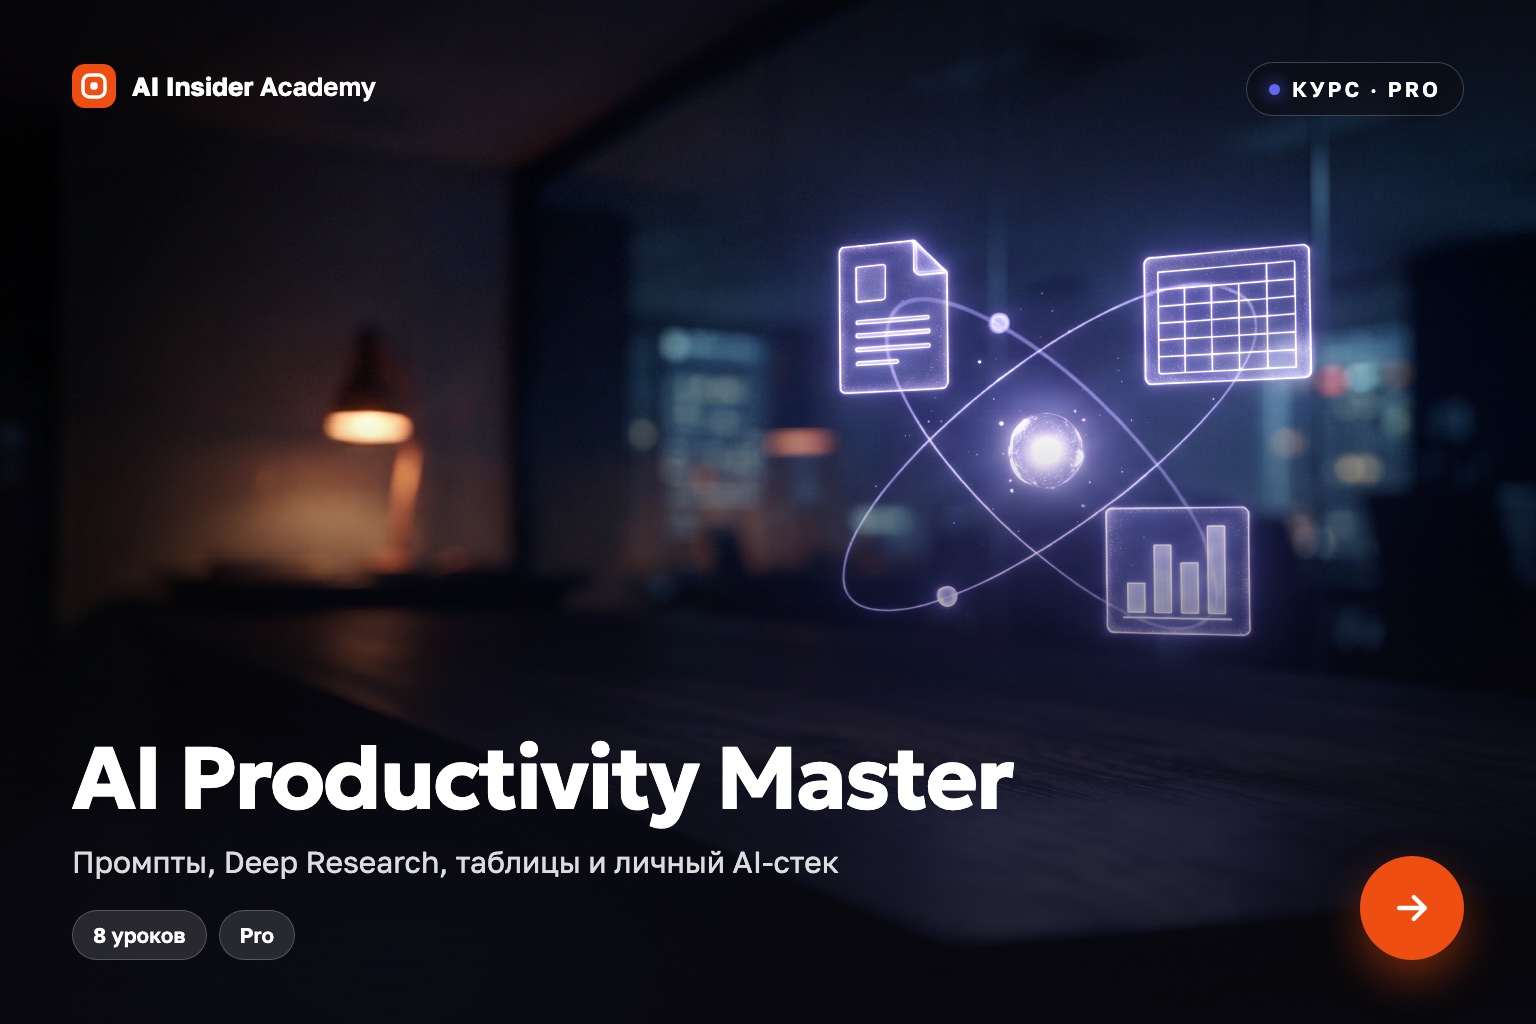 AI Insider Academy
КУРС · PRO
AI Productivity Master
Промпты, Deep Research, таблицы и личный AI-стек
8 уроков
Pro